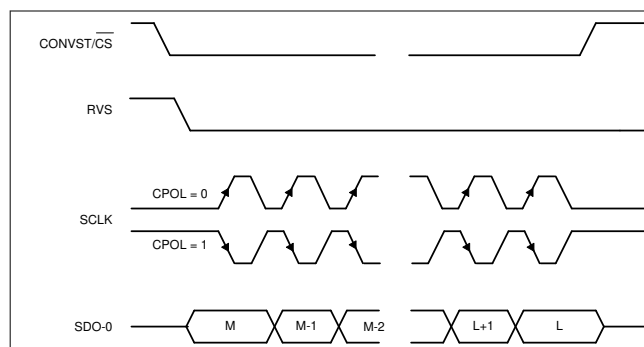 CONVST/CS
RVS
CPOL = 0
SCLK
CPOL = 1
SDO-0
M
M-1
M-2
L+1
L